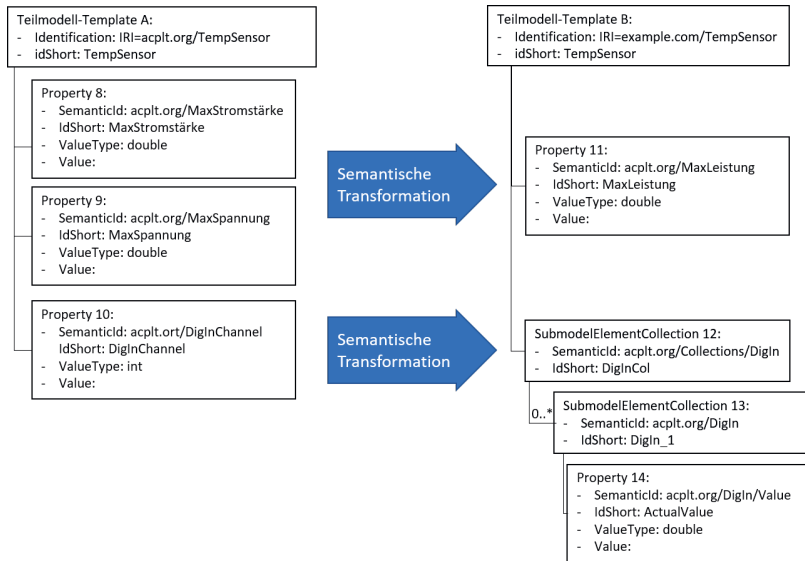 Teilmodell-Template A:
- Identification: IRI=acplt.org/TempSensor
- idShort: TempSensor
Property 8:
- SemanticId: acplt.org/MaxStromstärke
- IdShort: MaxStromstärke
- ValueType: double
- Value:
Property 9:
- SemanticId: acplt.org/MaxSpannung
- IdShort: MaxSpannung
- ValueType: double
- Value:
Property 10:
- SemanticId: acplt.ort/DigInChannel
IdShort: DigInChannel
- ValueType: int
- Value:
Semantische
Transformation
Semantische
Transformation
Teilmodell-Template B:
- Identification: IRI=example.com/TempSensor
- idShort: TempSensor
Property 11:
- SemanticId: acplt.org/MaxLeistung
- IdShort: MaxLeistung
- ValueType: double
- Value:
SubmodelElementCollection 12:
- SemanticId: acplt.org/Collections/DigIn
- IdShort: DigInCol
0..*
SubmodelElementCollection 13:
- SemanticId: acplt.org/DigIn
- IdShort: DigIn_1
Property 14:
- SemanticId: acplt.org/DigIn/Value
- IdShort: ActualValue
- ValueType: double
- Value: